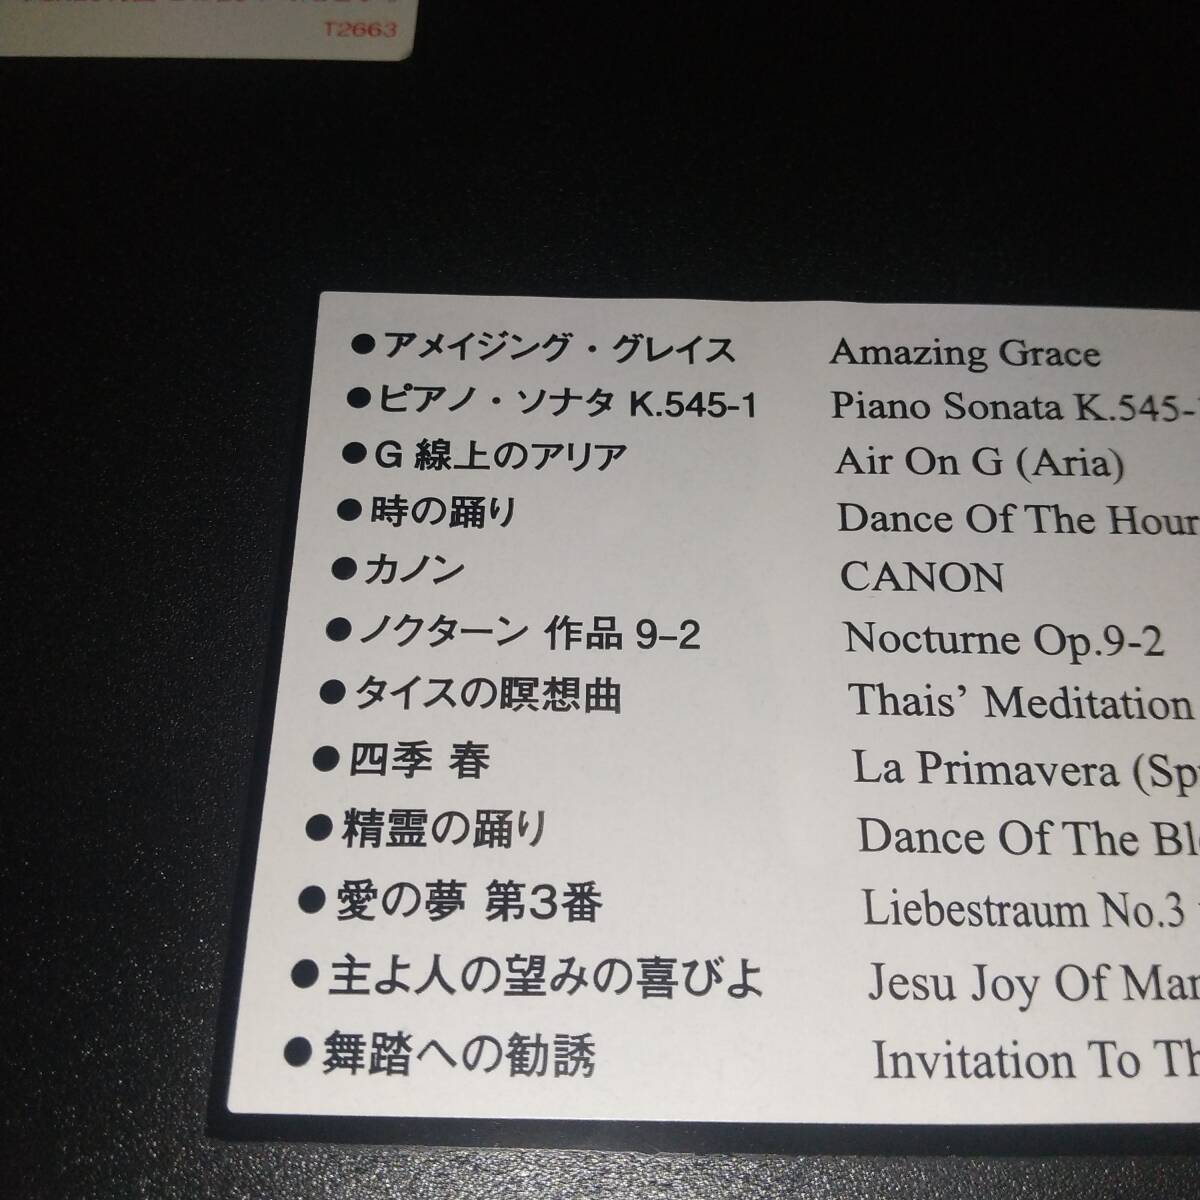 T2663
●アメイジング・グレイス Amazing Grace
●ピアノ・ソナタ K.545-1 Piano Sonata K.545-
●G 線上のアリア Air On G (Aria)
●時の踊り Dance Of The Hour
●カノン CANON
●ノクターン 作品 9-2 Nocturne Op.9-2
●タイスの瞑想曲 Thais' Meditation
●四季 春 La Primavera (Sp
●精霊の踊り Dance Of The Bl
●愛の夢 第3番 Liebestraum No.3
●主よ人の望みの喜びよ Jesu Joy Of Man
●舞踏への勧誘 Invitation To Th